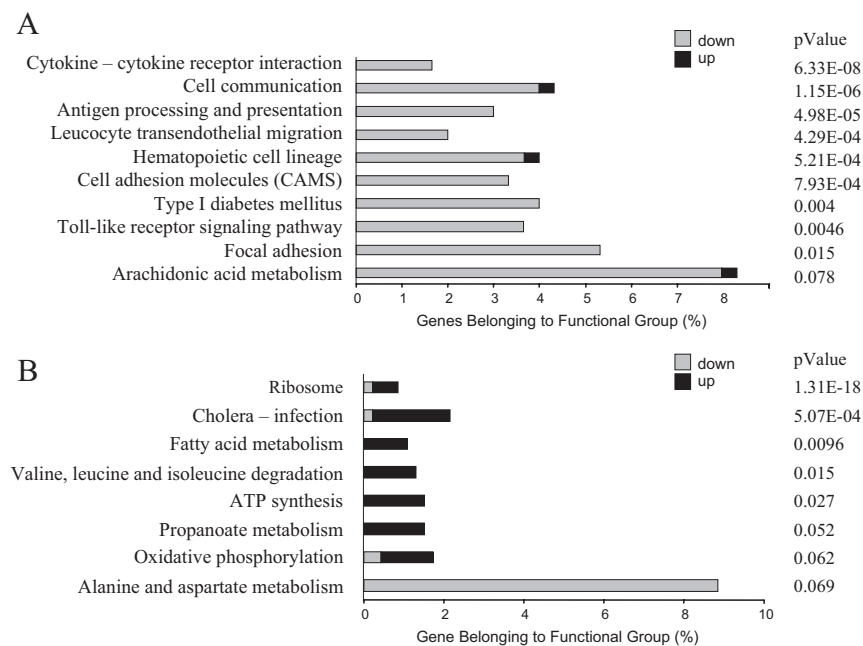 A
down
up
pValue
Cytokine – cytokine receptor interaction
6.33E-08
Cell communication
1.15E-06
Antigen processing and presentation
4.98E-05
Leucocyte transendothelial migration
4.29E-04
Hematopoietic cell lineage
5.21E-04
Cell adhesion molecules (CAMS)
7.93E-04
Type I diabetes mellitus
0.004
Toll-like receptor signaling pathway
0.0046
Focal adhesion
0.015
Arachidonic acid metabolism
0.078
0 1 2 3 4 5 6 7 8
Genes Belonging to Functional Group (%)
B
down
up
pValue
Ribosome
1.31E-18
Cholera – infection
5.07E-04
Fatty acid metabolism
0.0096
Valine, leucine and isoleucine degradation
0.015
ATP synthesis
0.027
Propanoate metabolism
0.052
Oxidative phosphorylation
0.062
Alanine and aspartate metabolism
0.069
0 2 4 6 8 10
Gene Belonging to Functional Group (%)